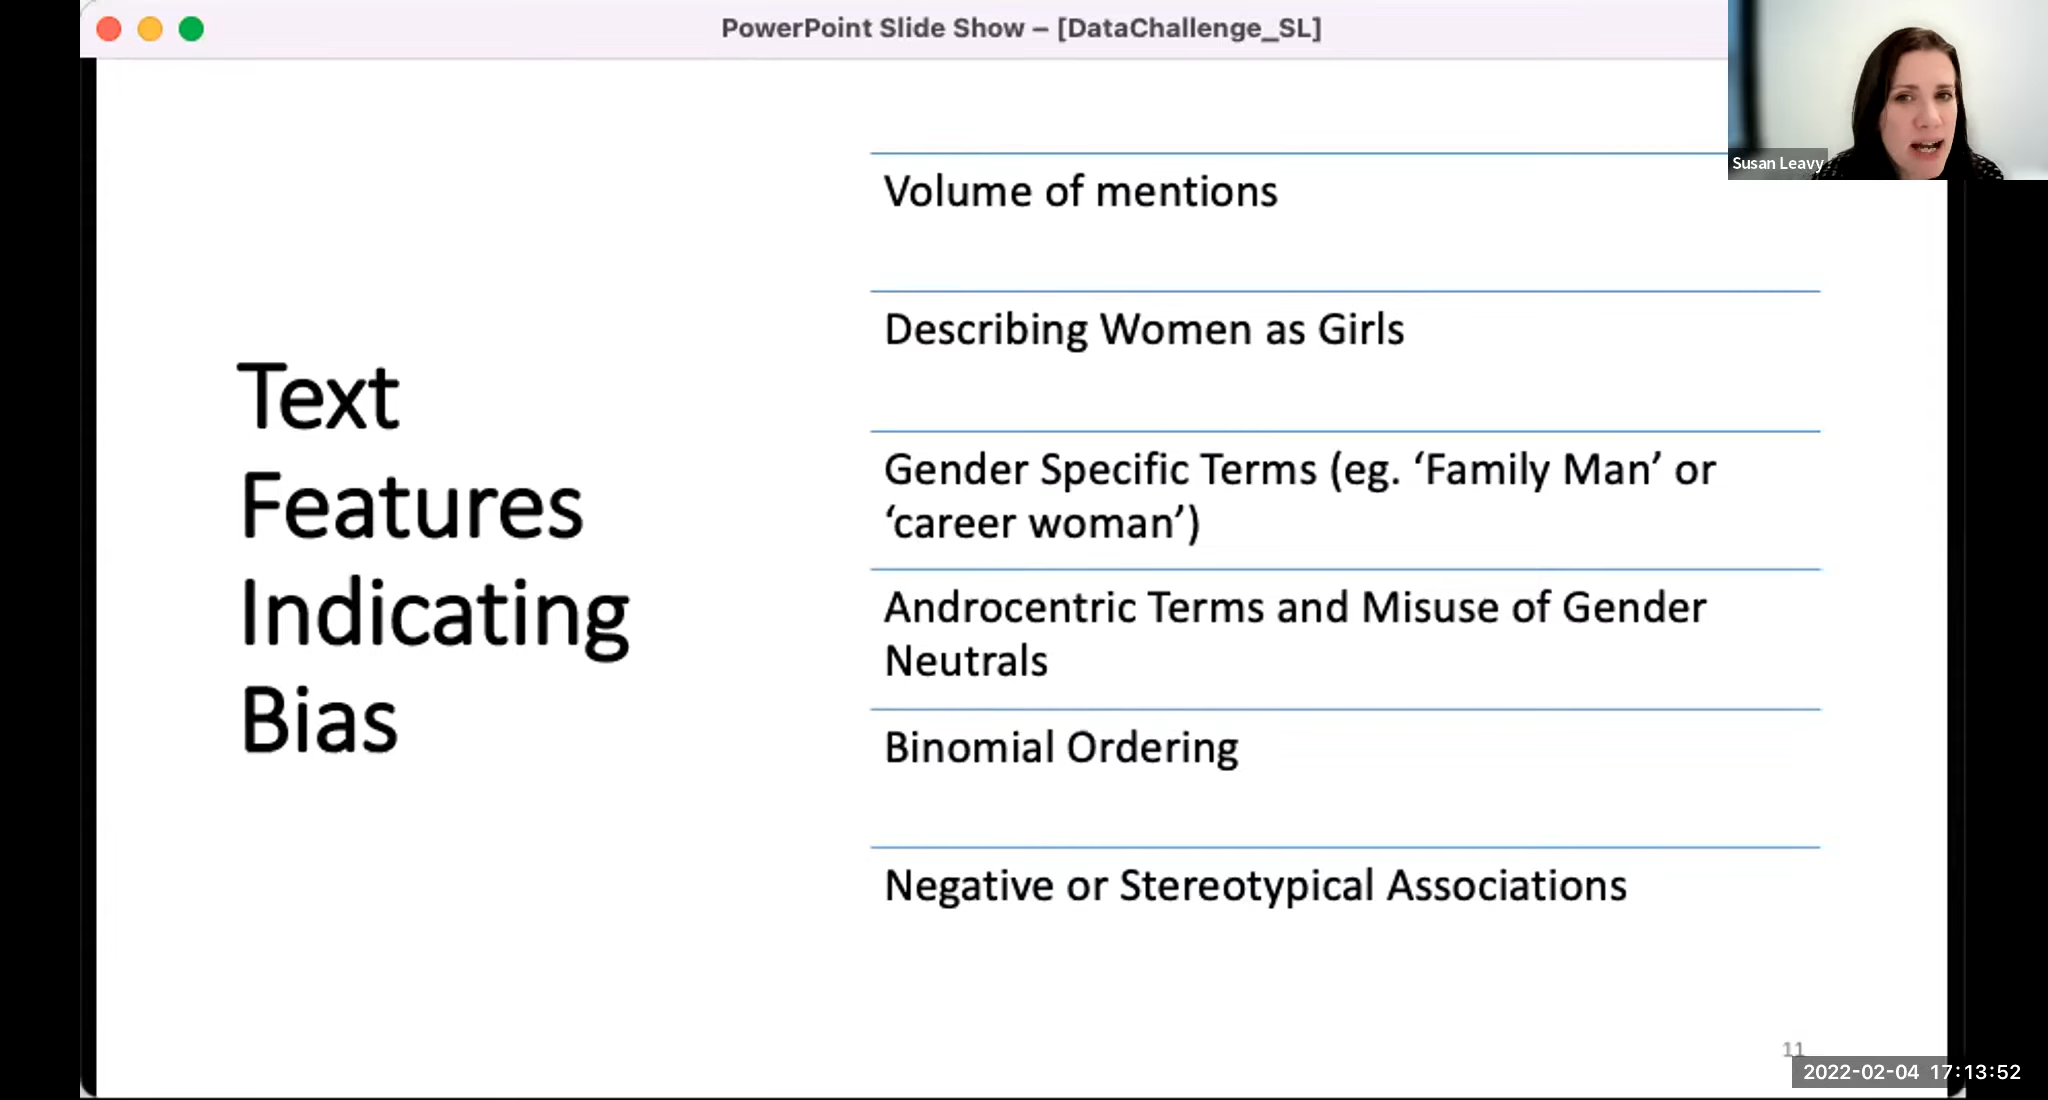 PowerPoint Slide Show – [DataChallenge_SL]
Susan Leavy
Text
Features
Indicating
Bias
Volume of mentions
Describing Women as Girls
Gender Specific Terms (eg. ‘Family Man’ or
‘career woman’)
Androcentric Terms and Misuse of Gender
Neutrals
Binomial Ordering
Negative or Stereotypical Associations
11
2022-02-04 17:13:52